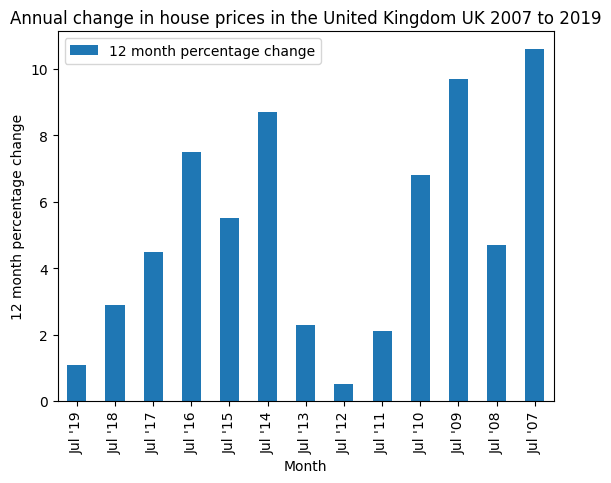 Annual change in house prices in the United Kingdom UK 2007 to 2019
12 month percentage change
12 month percentage change
10
8
6
4
2
0
Jul '19
Jul '18
Jul '17
Jul '16
Jul '15
Jul '14
Jul '13
Jul '12
Jul '11
Jul '10
Jul '09
Jul '08
Jul '07
Month